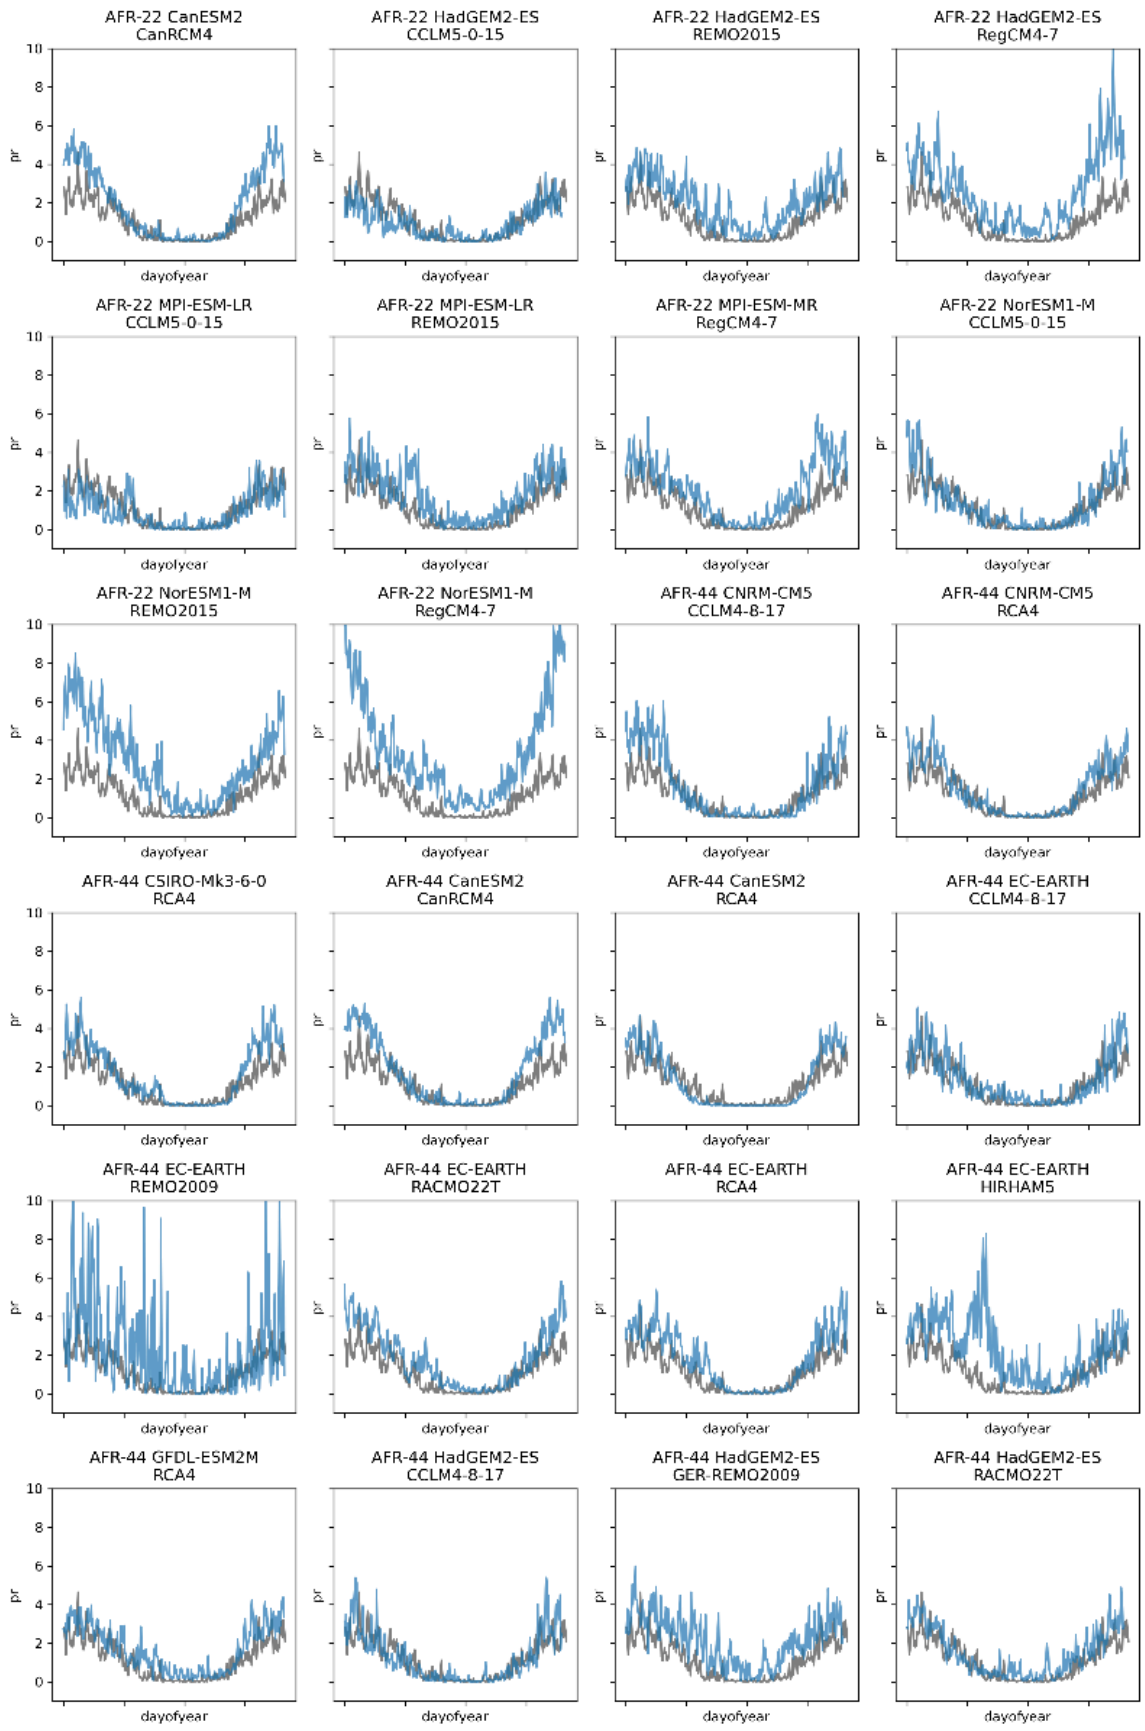 AFR-22 CanESM2
CanRCM4
AFR-22 HadGEM2-ES
CCLM5-0-15
AFR-22 HadGEM2-ES
REMO2015
AFR-22 HadGEM2-ES
RegCM4-7
10
8
6
4
2
0
pr
pr
pr
pr
dayofyear
dayofyear
dayofyear
dayofyear
AFR-22 MPI-ESM-LR
CCLM5-0-15
AFR-22 MPI-ESM-LR
REMO2015
AFR-22 MPI-ESM-MR
RegCM4-7
AFR-22 NorESM1-M
CCLM5-0-15
10
8
6
4
2
0
pr
pr
pr
pr
dayofyear
dayofyear
dayofyear
dayofyear
AFR-22 NorESM1-M
REMO2015
AFR-22 NorESM1-M
RegCM4-7
AFR-44 CNRM-CM5
CCLM4-8-17
AFR-44 CNRM-CM5
RCA4
10
8
6
4
2
0
pr
pr
pr
pr
dayofyear
dayofyear
dayofyear
dayofyear
AFR-44 CSIRO-Mk3-6-0
RCA4
AFR-44 CanESM2
CanRCM4
AFR-44 CanESM2
RCA4
AFR-44 EC-EARTH
CCLM4-8-17
10
8
6
4
2
0
pr
pr
pr
pr
dayofyear
dayofyear
dayofyear
dayofyear
AFR-44 EC-EARTH
REMO2009
AFR-44 EC-EARTH
RACMO22T
AFR-44 EC-EARTH
RCA4
AFR-44 EC-EARTH
HIRHAM5
10
8
6
4
2
0
pr
pr
pr
pr
dayofyear
dayofyear
dayofyear
dayofyear
AFR-44 GFDL-ESM2M
RCA4
AFR-44 HadGEM2-ES
CCLM4-8-17
AFR-44 HadGEM2-ES
GER-REMO2009
AFR-44 HadGEM2-ES
RACMO22T
10
8
6
4
2
0
pr
pr
pr
pr
dayofyear
dayofyear
dayofyear
dayofyear